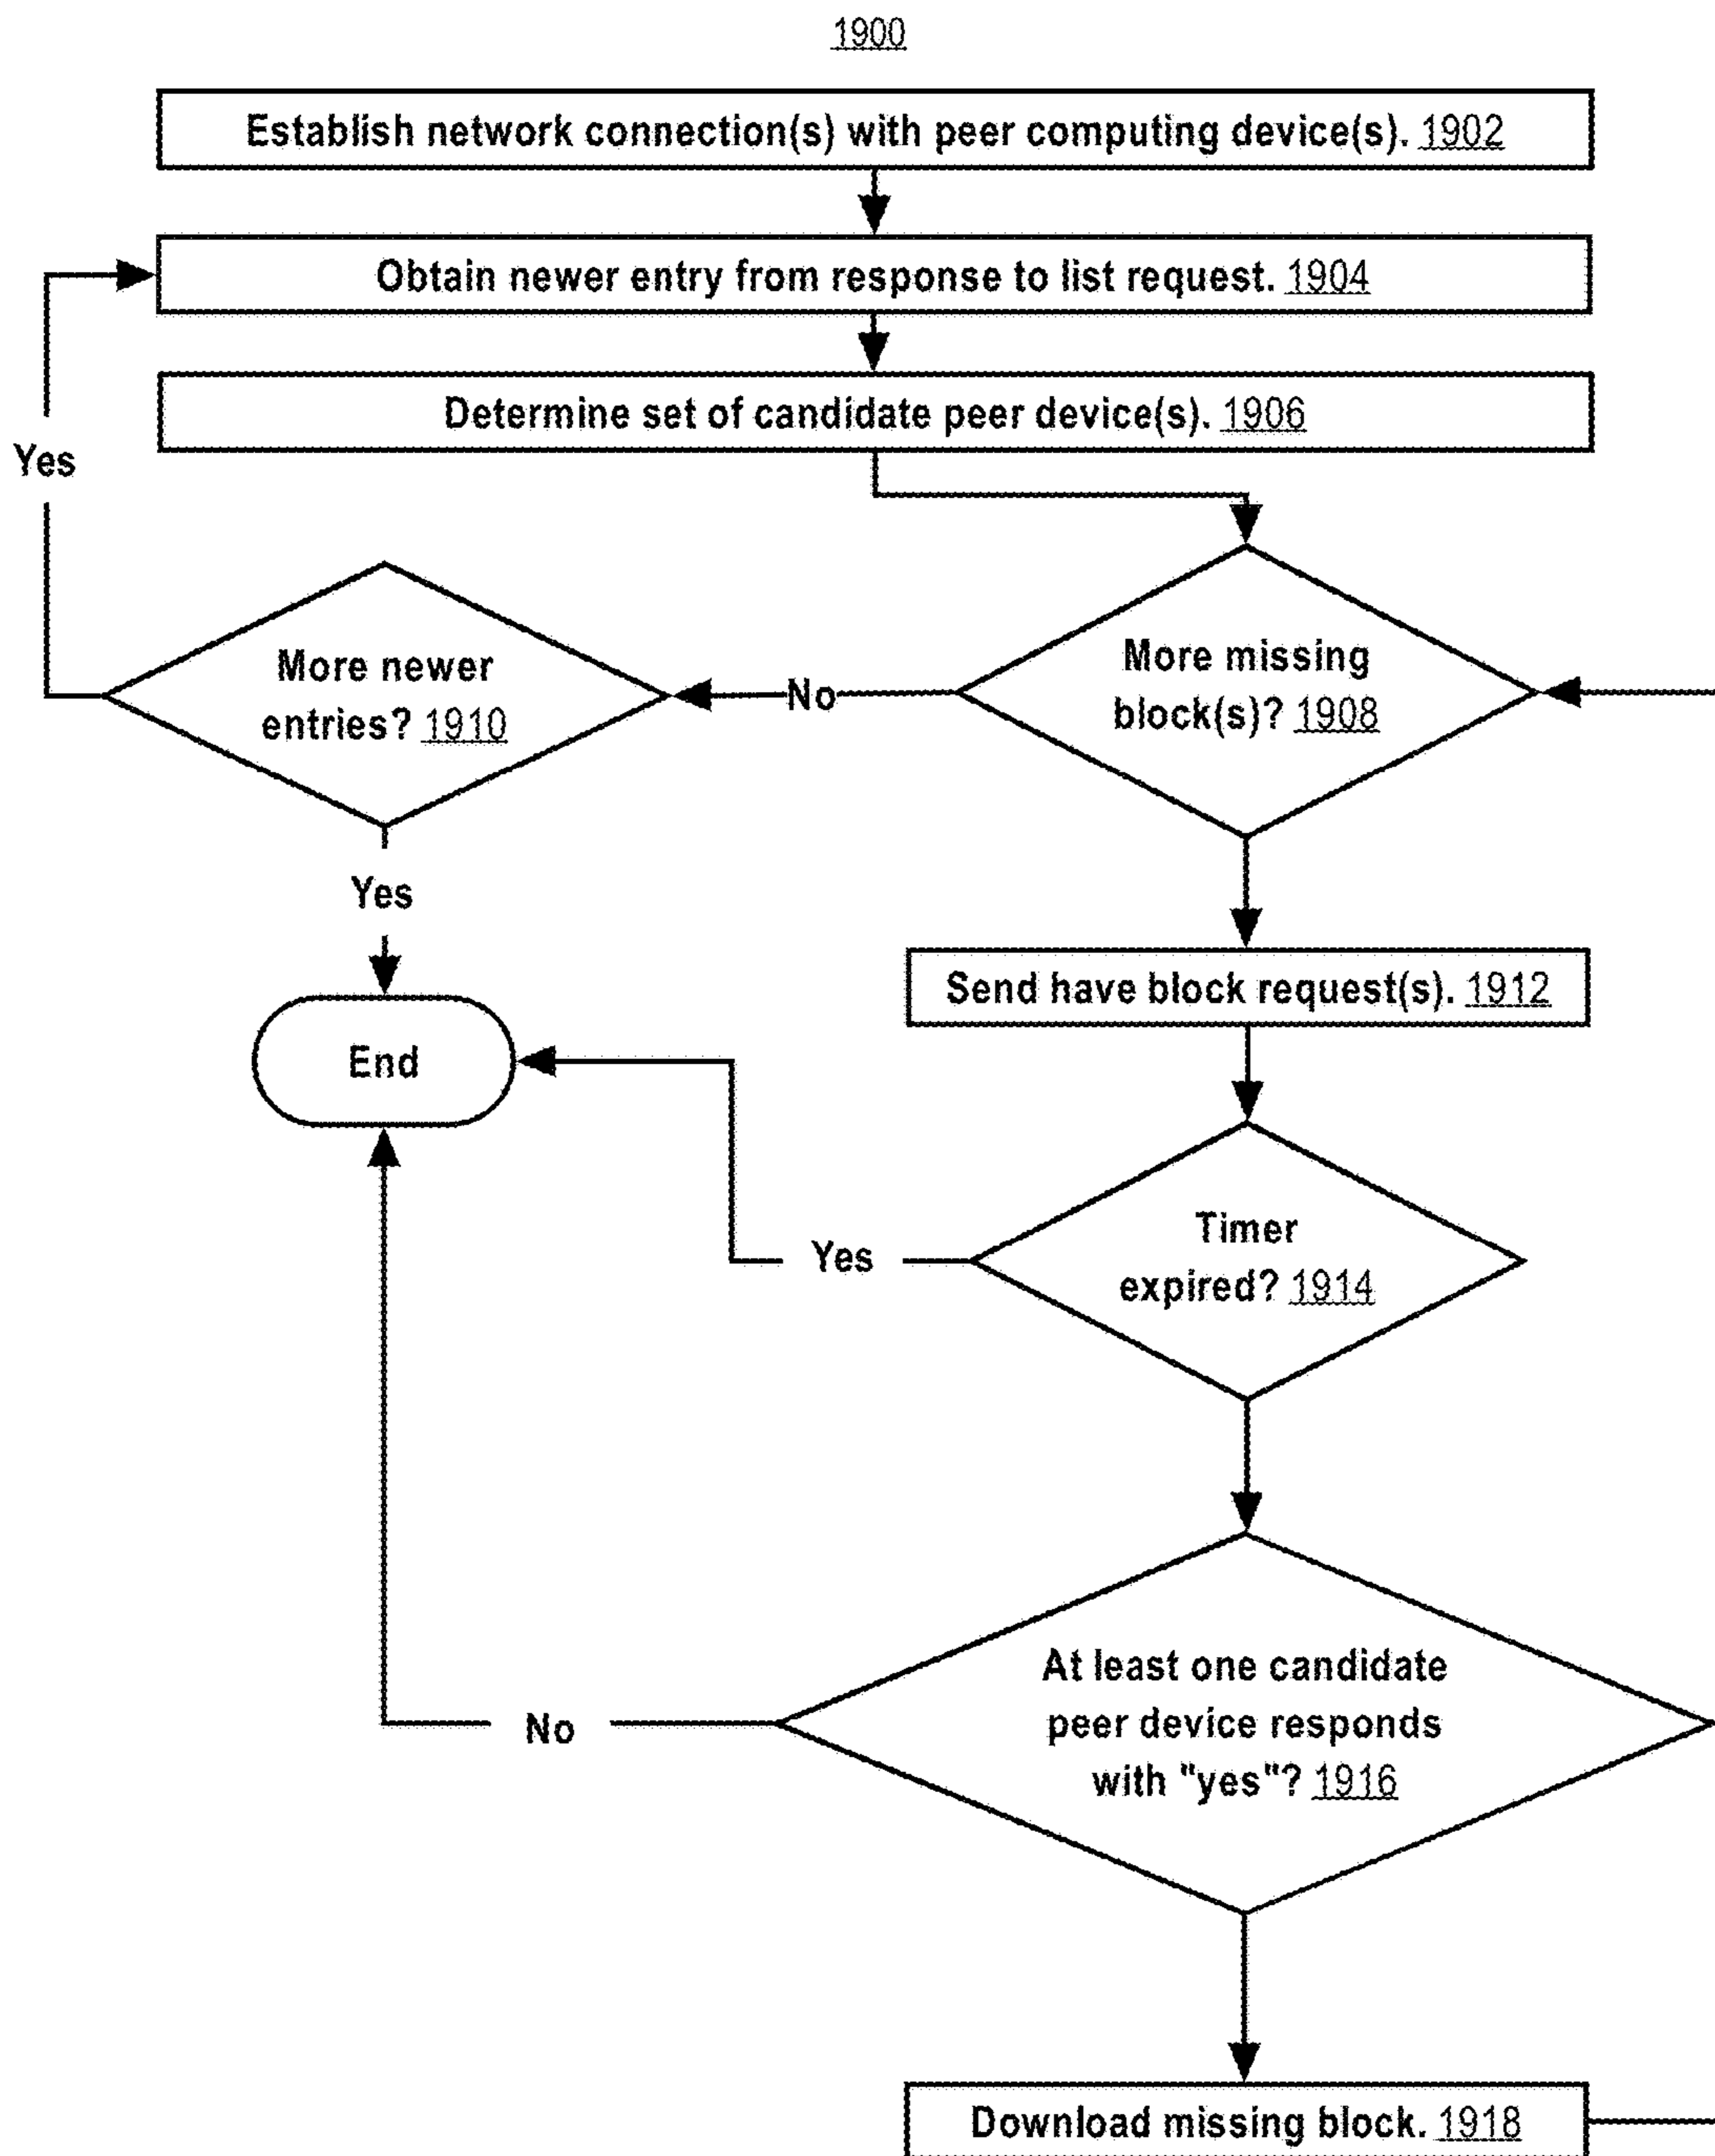 1900
Establish network connection(s) with peer computing device(s). 1902
Obtain newer entry from response to list request. 1904
Determine set of candidate peer device(s). 1906
Yes
More newer
entries? 1910
No
More missing
block(s)? 1908
Yes
Send have block request(s). 1912
End
Timer
expired? 1914
Yes
At least one candidate
peer device responds
with "yes"? 1916
No
Download missing block. 1918